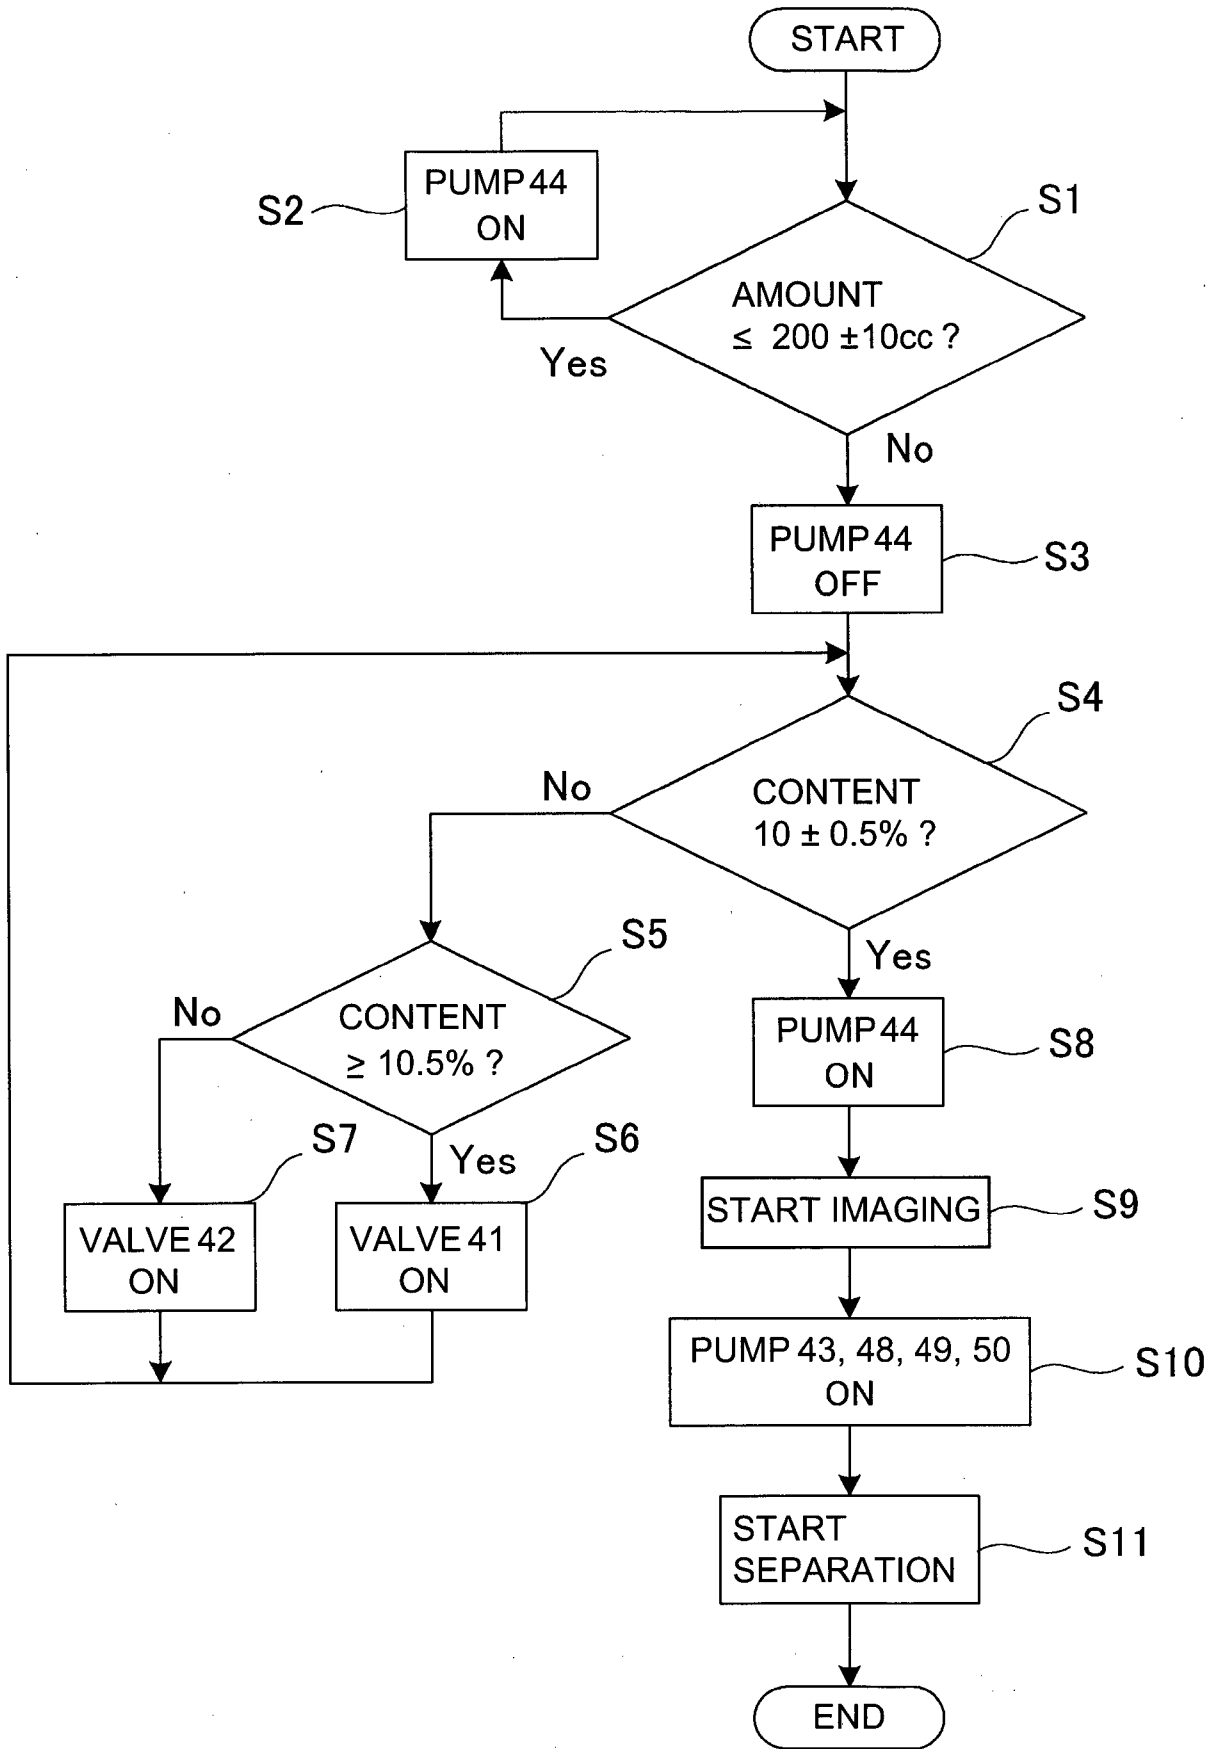 START
PUMP 44
ON
S2
S1
AMOUNT
≤ 200 ±10cc ?
Yes
No
PUMP 44
OFF
S3
S4
No
CONTENT
10 ± 0.5% ?
Yes
S5
No
CONTENT
≥ 10.5% ?
PUMP 44
ON
S8
S7
Yes
S6
VALVE 42
ON
VALVE 41
ON
START IMAGING
S9
PUMP 43, 48, 49, 50
ON
S10
START
SEPARATION
S11
END